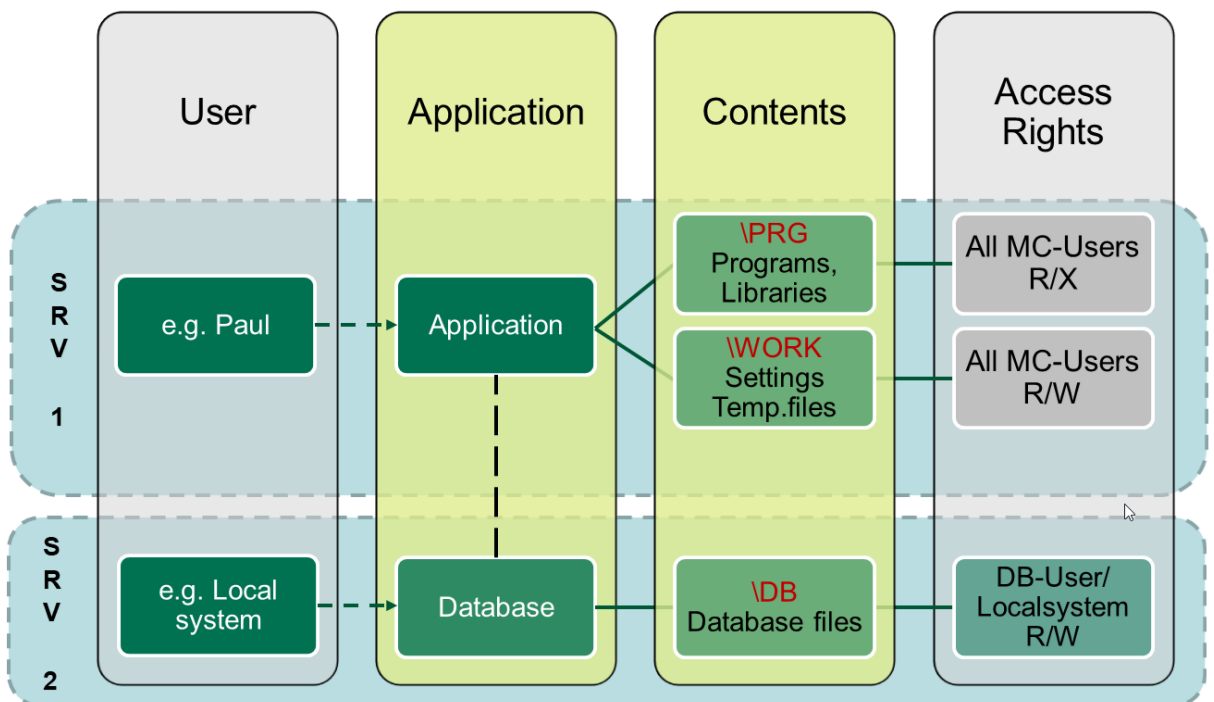 User
Application
Contents
Access
Rights
S
R
V
1
e.g. Paul
Application
\PRG
Programs,
Libraries
All MC-Users
R/X
\WORK
Settings
Temp.files
All MC-Users
R/W
S
R
V
2
e.g. Local
system
Database
\DB
Database files
DB-User/
Localsystem
R/W